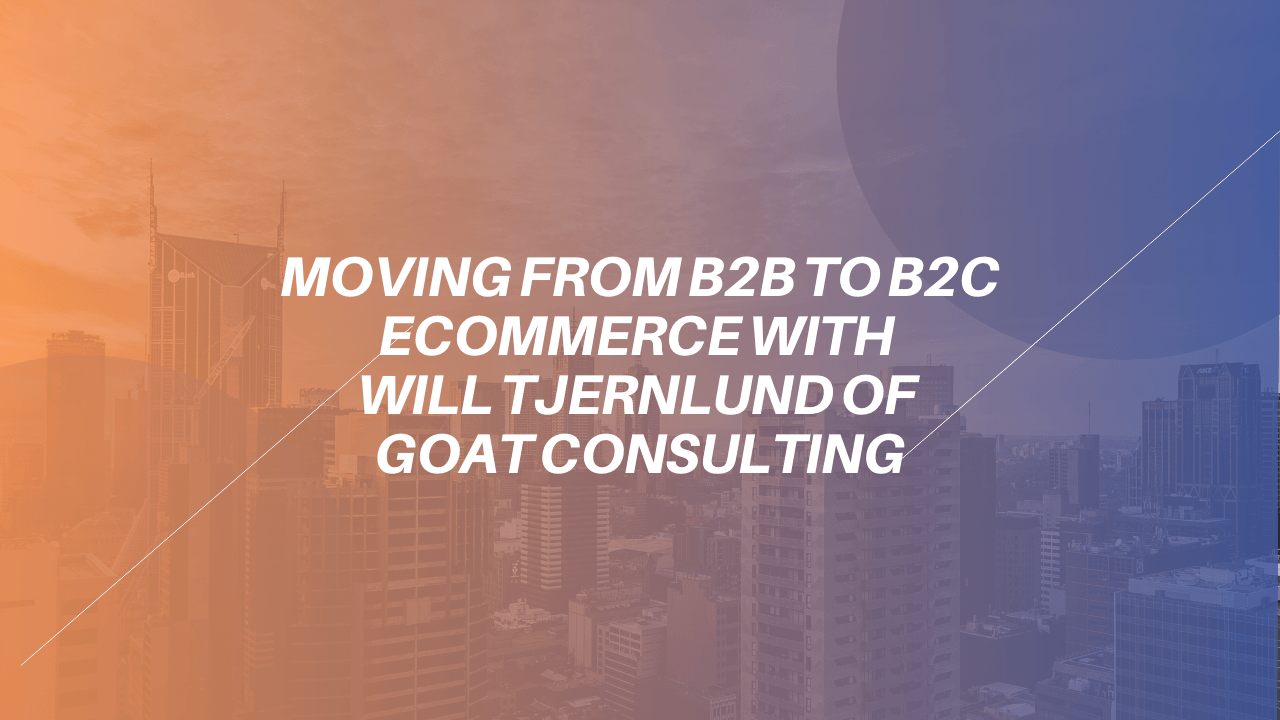 MOVING FROM B2B TO B2C
ECOMMERCE WITH
WILL TJERNLUND OF
GOAT CONSULTING